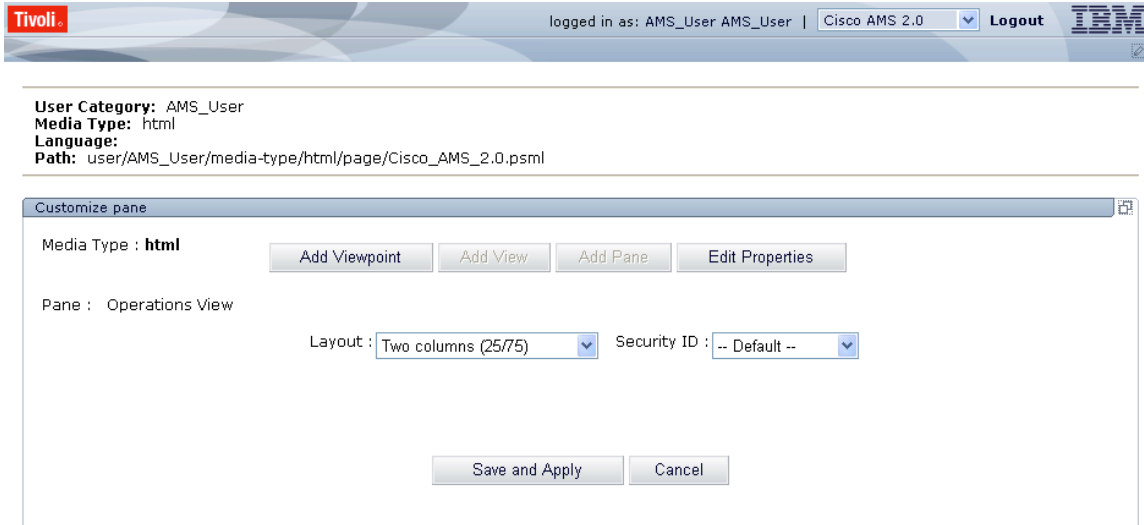 Tivoli.
logged in as: AMS_User AMS_User | Cisco AMS 2.0 Logout IBM
User Category: AMS_User
Media Type: html
Language:
Path: user/AMS_User/media-type/html/page/Cisco_AMS_2.0.psml
Customize pane
Media Type : html Add Viewpoint Add View Add Pane Edit Properties
Pane : Operations View
Layout : Two columns (25/75) Security ID : -- Default --
Save and Apply Cancel